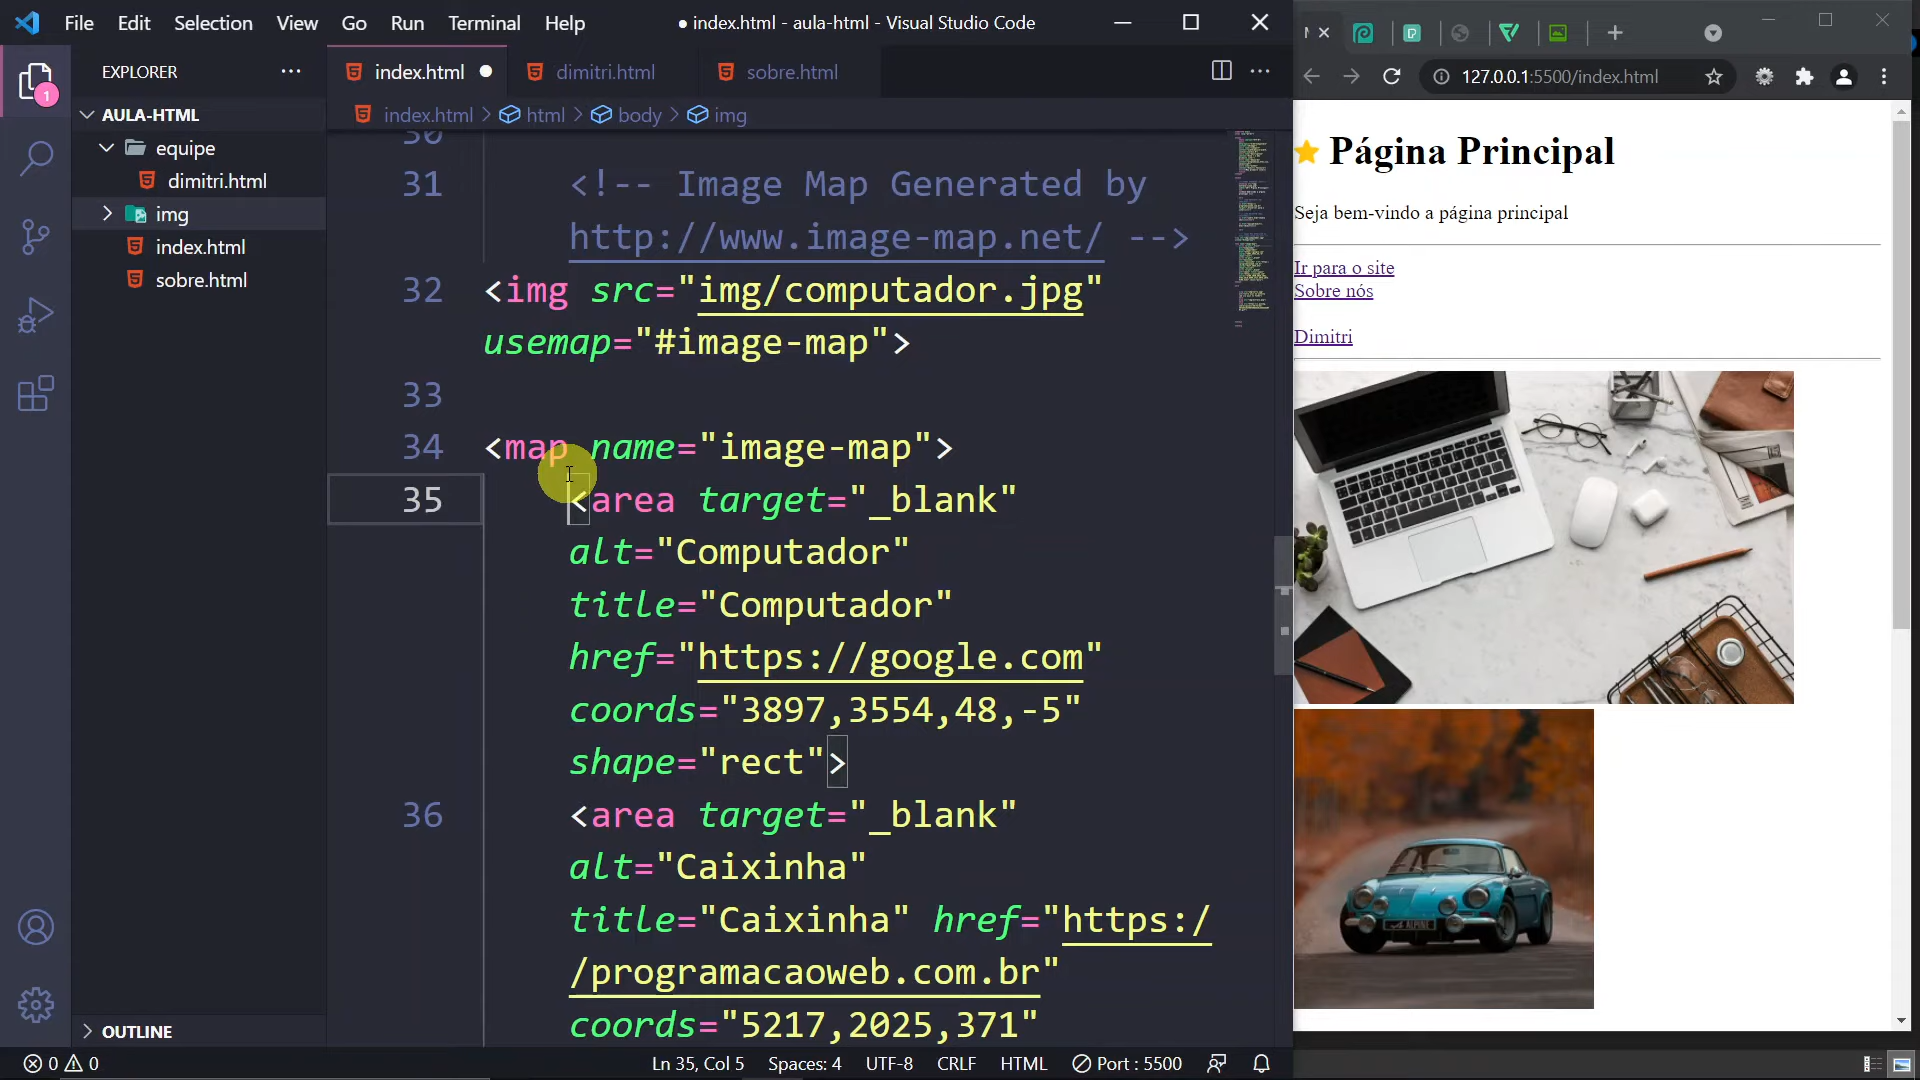 File Edit Selection View Go Run Terminal Help
● index.html - aula-html - Visual Studio Code
EXPLORER
index.html
dimitri.html
sobre.html
127.0.0.1:5500/index.html
1
AULA-HTML
equipe
dimitri.html
img
index.html
sobre.html
OUTLINE
index.html > html > body > img
30
31 <!-- Image Map Generated by
http://www.image-map.net/ -->
32 <img src="img/computador.jpg"
usemap="#image-map">
33
34 <map name="image-map">
35 <area target="_blank"
alt="Computador"
title="Computador"
href="https://google.com"
coords="3897,3554,48,-5"
shape="rect">
36 <area target="_blank"
alt="Caixinha"
title="Caixinha" href="https:/
/programacaoweb.com.br"
coords="5217,2025,371"
Página Principal
Seja bem-vindo a página principal
Ir para o site
Sobre nós
Dimitri
ALPINE
0 0
Ln 35, Col 5 Spaces: 4 UTF-8 CRLF HTML Port : 5500